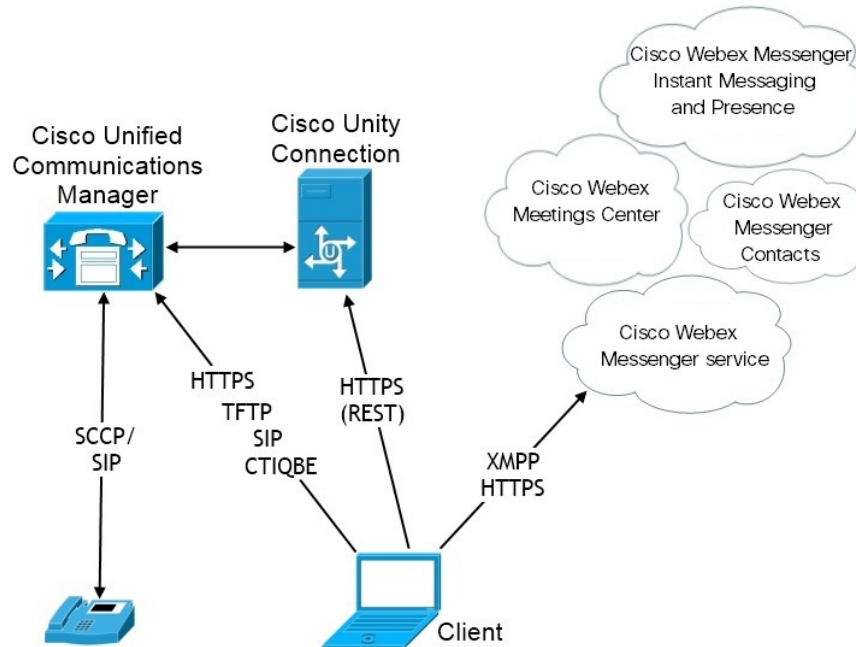 Cisco Webex Messenger
Instant Messaging
and Presence
Cisco Unified
Communications
Manager
Cisco Unity
Connection
Cisco Webex
Meetings Center
Cisco Webex
Messenger
Contacts
U
Cisco Webex
Messenger service
HTTPS
TFTP
SIP
CTIQBE
HTTPS
(REST)
SCCP/
SIP
XMPP
HTTPS
Client